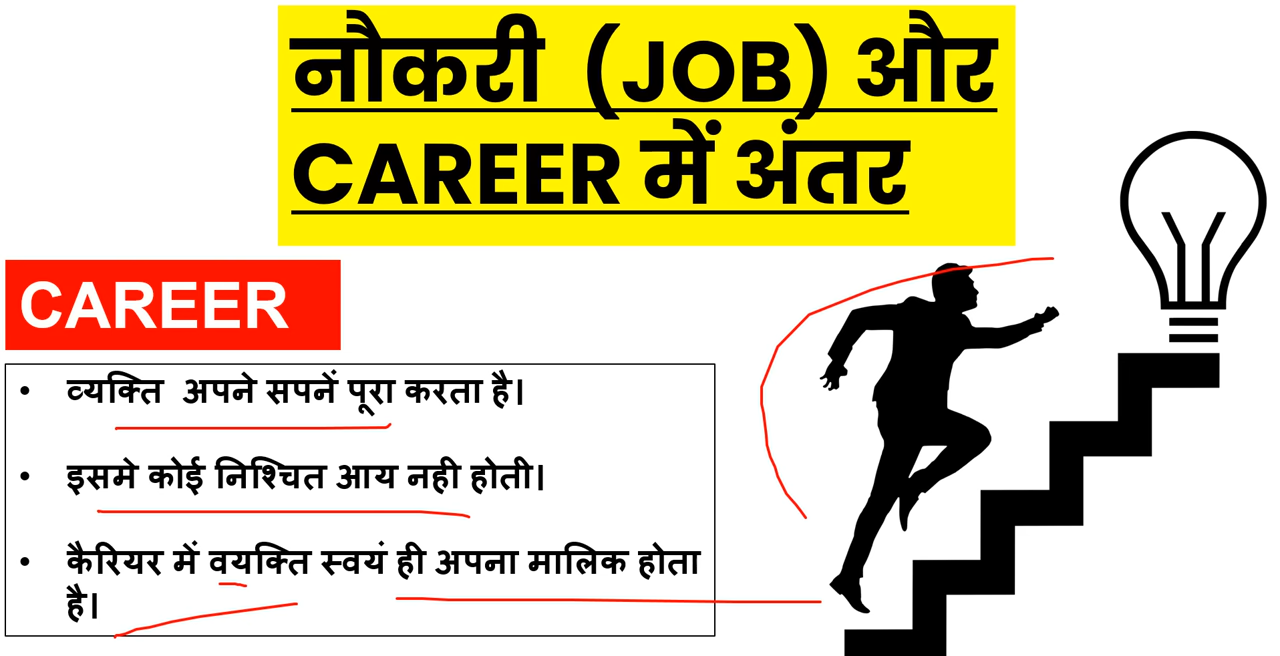 नौकरी (JOB) और
CAREER में अंतर
CAREER
• व्यक्ति अपने सपनें पूरा करता है।
• इसमे कोई निश्चित आय नही होती।
• कैरियर में वयक्ति स्वयं ही अपना मालिक होता
है।